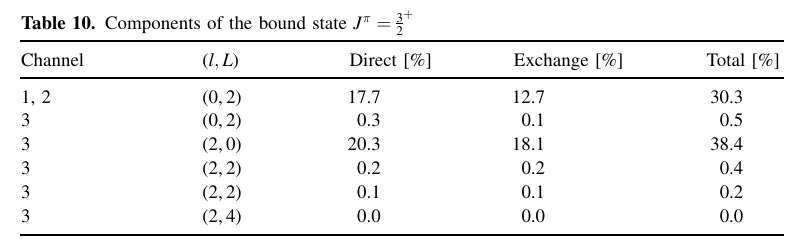 Table 10. Components of the bound state Jπ = 3/2+
Channel (l, L) Direct [%] Exchange [%] Total [%]
1, 2 (0, 2) 17.7 12.7 30.3
3 (0, 2) 0.3 0.1 0.5
3 (2, 0) 20.3 18.1 38.4
3 (2, 2) 0.2 0.2 0.4
3 (2, 2) 0.1 0.1 0.2
3 (2, 4) 0.0 0.0 0.0